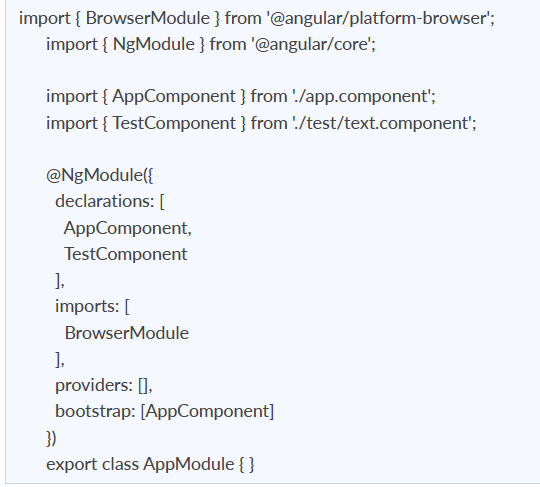 import { BrowserModule } from '@angular/platform-browser';
import { NgModule } from '@angular/core';
import { AppComponent } from './app.component';
import { TestComponent } from './test/text.component';
@NgModule({
declarations: [
AppComponent,
TestComponent
],
imports: [
BrowserModule
],
providers: [],
bootstrap: [AppComponent]
})
export class AppModule { }